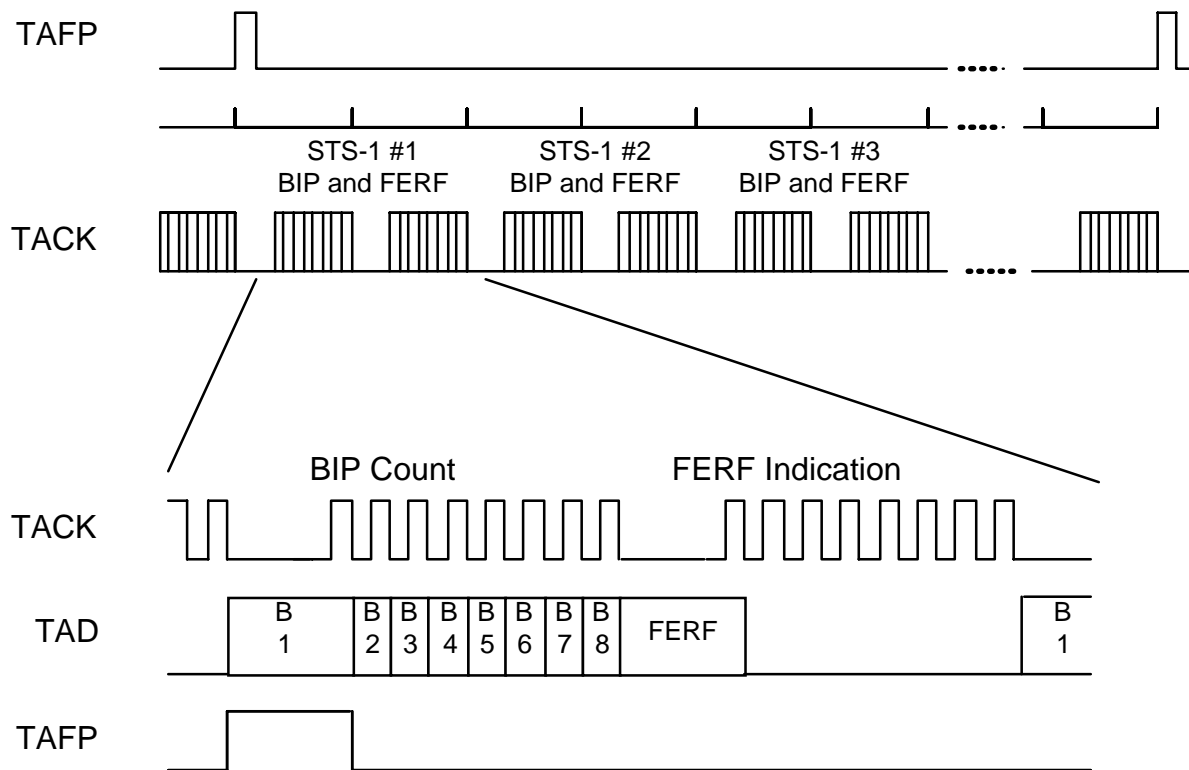 TAFP
STS-1 #1 STS-1 #2 STS-1 #3
BIP and FERF BIP and FERF BIP and FERF
TACK
BIP Count FERF Indication
TACK
B B B B B B B B B
TAD 1 2 3 4 5 6 7 8 FERF 1
TAFP